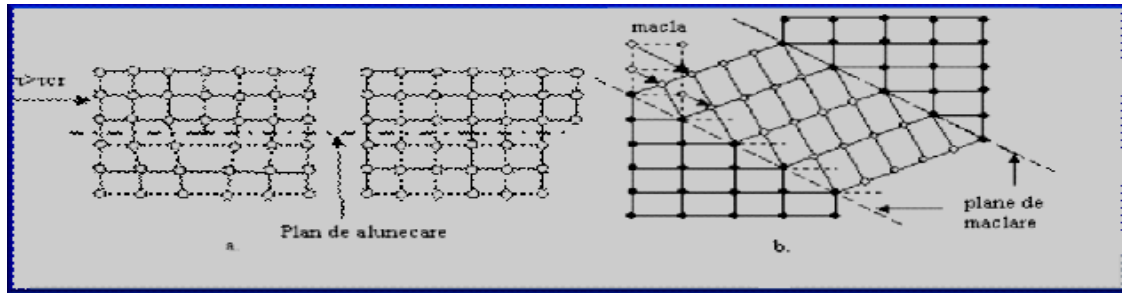 macla
τ>τcr
Plan de alunecare
a.
b.
plane de
maclare